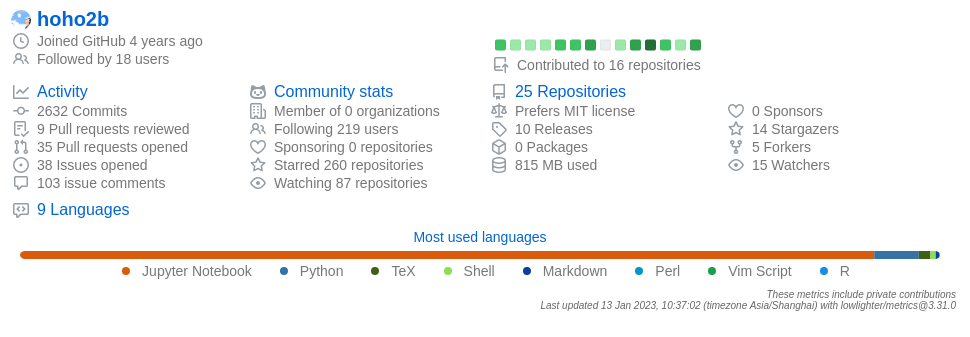 hoho2b
Joined GitHub 4 years ago
Followed by 18 users
Contributed to 16 repositories
Activity
2632 Commits
9 Pull requests reviewed
35 Pull requests opened
38 Issues opened
103 issue comments
Community stats
Member of 0 organizations
Following 219 users
Sponsoring 0 repositories
Starred 260 repositories
Watching 87 repositories
25 Repositories
Prefers MIT license
10 Releases
0 Packages
815 MB used
0 Sponsors
14 Stargazers
5 Forkers
15 Watchers
9 Languages
Most used languages
Jupyter Notebook Python TeX Shell Markdown Perl Vim Script R
These metrics include private contributions
Last updated 13 Jan 2023, 10:37:02 (timezone Asia/Shanghai) with lowlighter/metrics@3.31.0